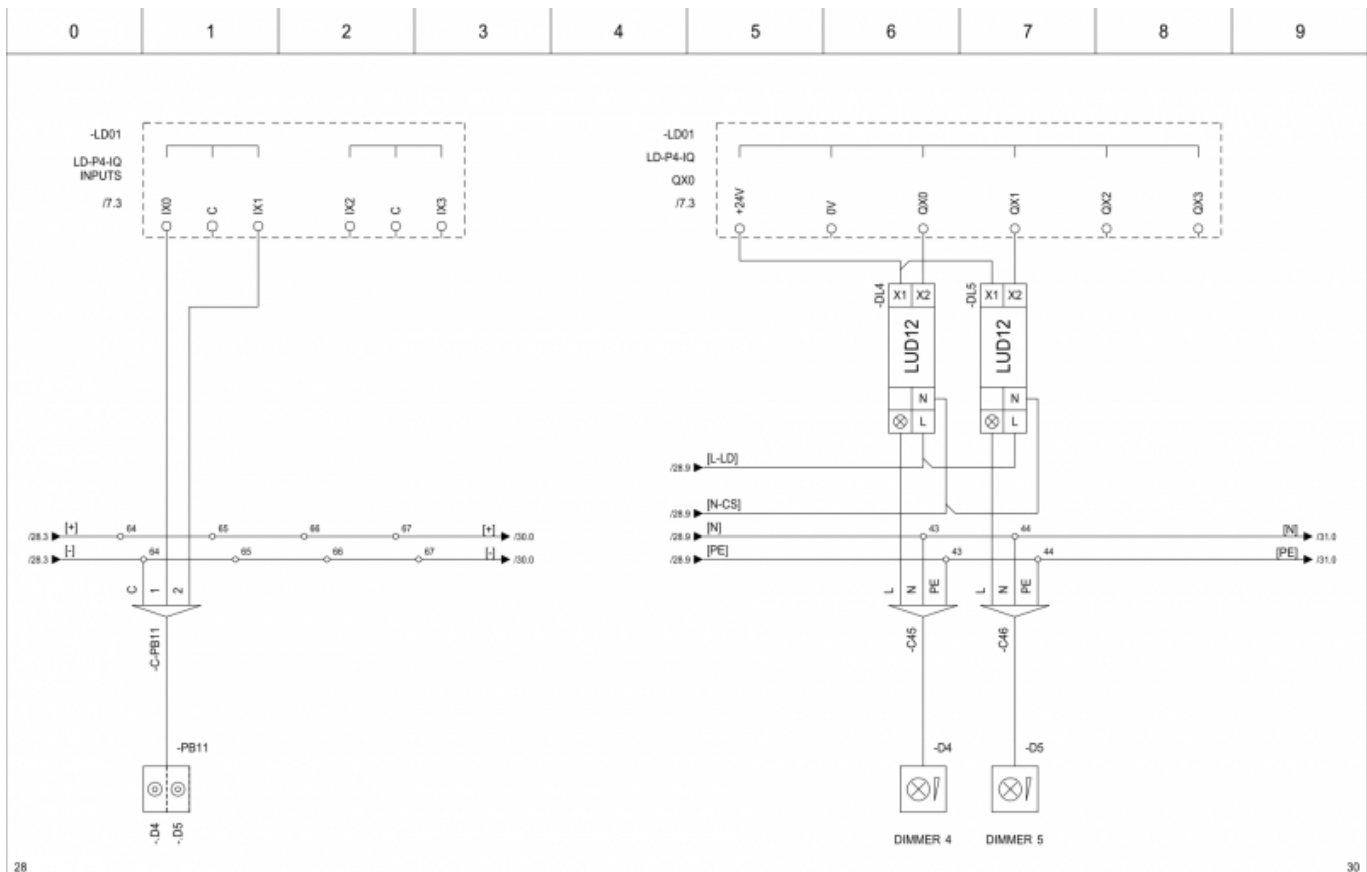 0 1 2 3 4 5 6 7 8 9
-LD01
LD-P4-IQ
INPUTS
/7.3
IX0
C
IX1
IX2
C
IX3
-LD01
LD-P4-IQ
QX0
/7.3
+24V
0V
QX0
QX1
QX2
QX3
-DL4
X1 X2
LUD12
N
L
-DL5
X1 X2
LUD12
N
L
/28.9 [L-LD]
/28.9 [N-CS]
/28.3 [+] 64 65 66 67 [+] /30.0
/28.3 [-] 64 65 66 67 [-] /30.0
/28.9 [N] 43 44 [N] /31.0
/28.9 [PE] 43 44 [PE] /31.0
C 1 2
L N PE
L N PE
-C-PB11
-C45
-C46
-PB11
-D4
-D5
-.D4
-.D5
DIMMER 4
DIMMER 5
28
30